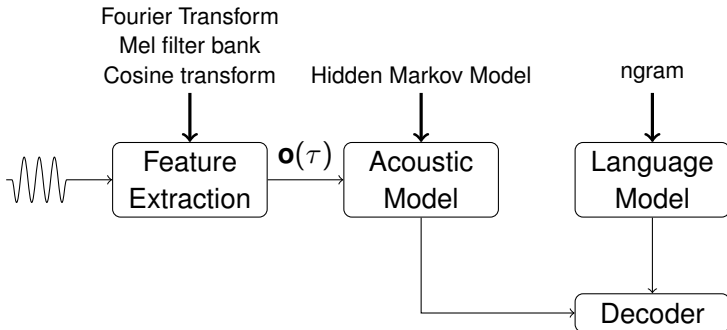 Fourier Transform
Mel filter bank
Cosine transform
Hidden Markov Model
ngram
Feature
Extraction
o(τ)
Acoustic
Model
Language
Model
Decoder